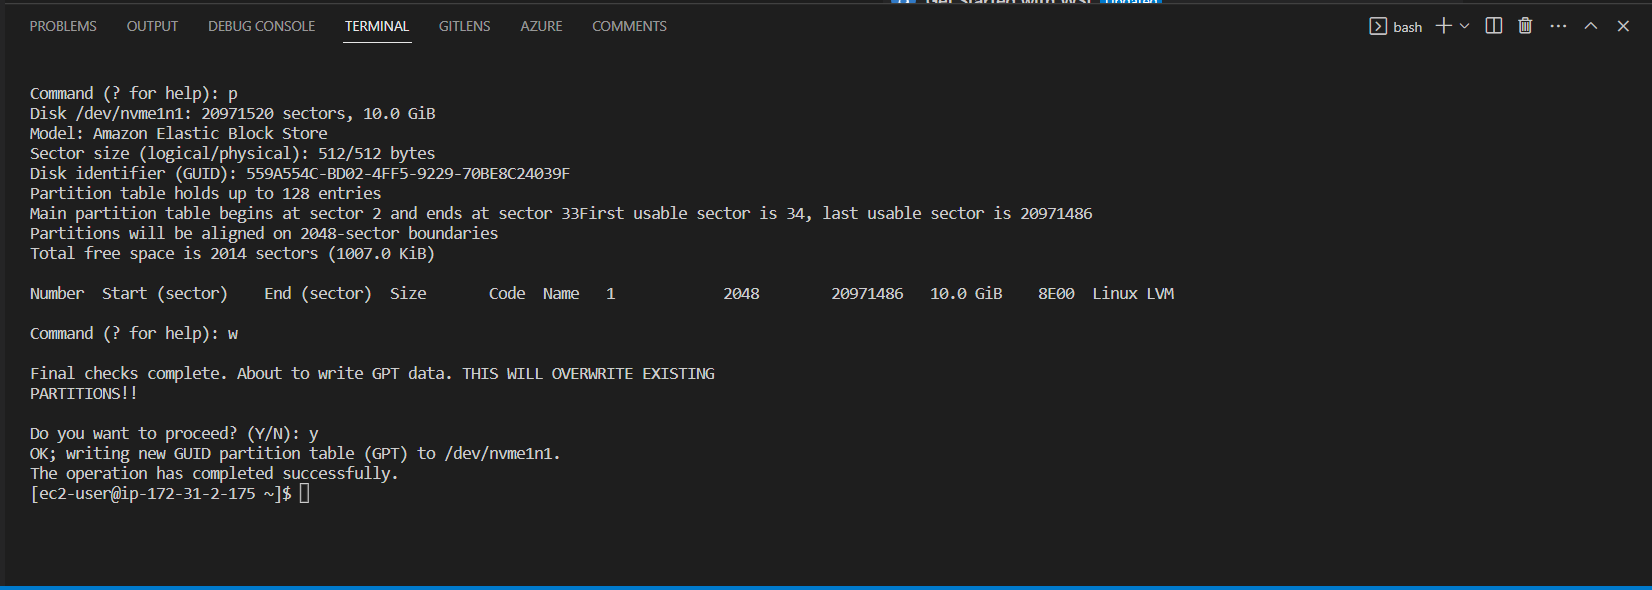 Get Started with WSL Updated
PROBLEMS OUTPUT DEBUG CONSOLE TERMINAL GITLENS AZURE COMMENTS bash
Command (? for help): p
Disk /dev/nvme1n1: 20971520 sectors, 10.0 GiB
Model: Amazon Elastic Block Store
Sector size (logical/physical): 512/512 bytes
Disk identifier (GUID): 559A554C-BD02-4FF5-9229-70BE8C24039F
Partition table holds up to 128 entries
Main partition table begins at sector 2 and ends at sector 33First usable sector is 34, last usable sector is 20971486
Partitions will be aligned on 2048-sector boundaries
Total free space is 2014 sectors (1007.0 KiB)
Number  Start (sector)    End (sector)  Size       Code  Name   1            2048        20971486   10.0 GiB    8E00  Linux LVM
Command (? for help): w
Final checks complete. About to write GPT data. THIS WILL OVERWRITE EXISTING
PARTITIONS!!
Do you want to proceed? (Y/N): y
OK; writing new GUID partition table (GPT) to /dev/nvme1n1.
The operation has completed successfully.
[ec2-user@ip-172-31-2-175 ~]$